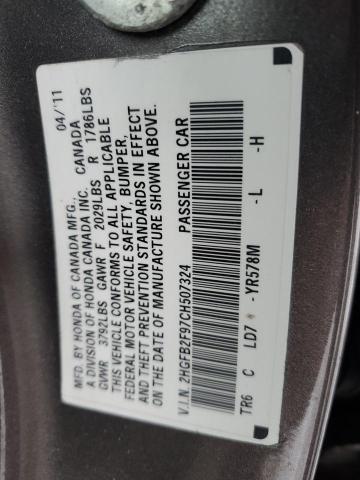 MFD. BY HONDA OF CANADA MFG., 04/'11
A DIVISION OF HONDA CANADA INC. CANADA
GVWR 3792LBS GAWR F 2029LBS R 1786LBS
THIS VEHICLE CONFORMS TO ALL APPLICABLE
FEDERAL MOTOR VEHICLE SAFETY, BUMPER,
AND THEFT PREVENTION STANDARDS IN EFFECT
ON THE DATE OF MANUFACTURE SHOWN ABOVE.
V.I.N. 2HGFB2F97CH507324 PASSENGER CAR
TR6 C LD7 -YR578M -L -H